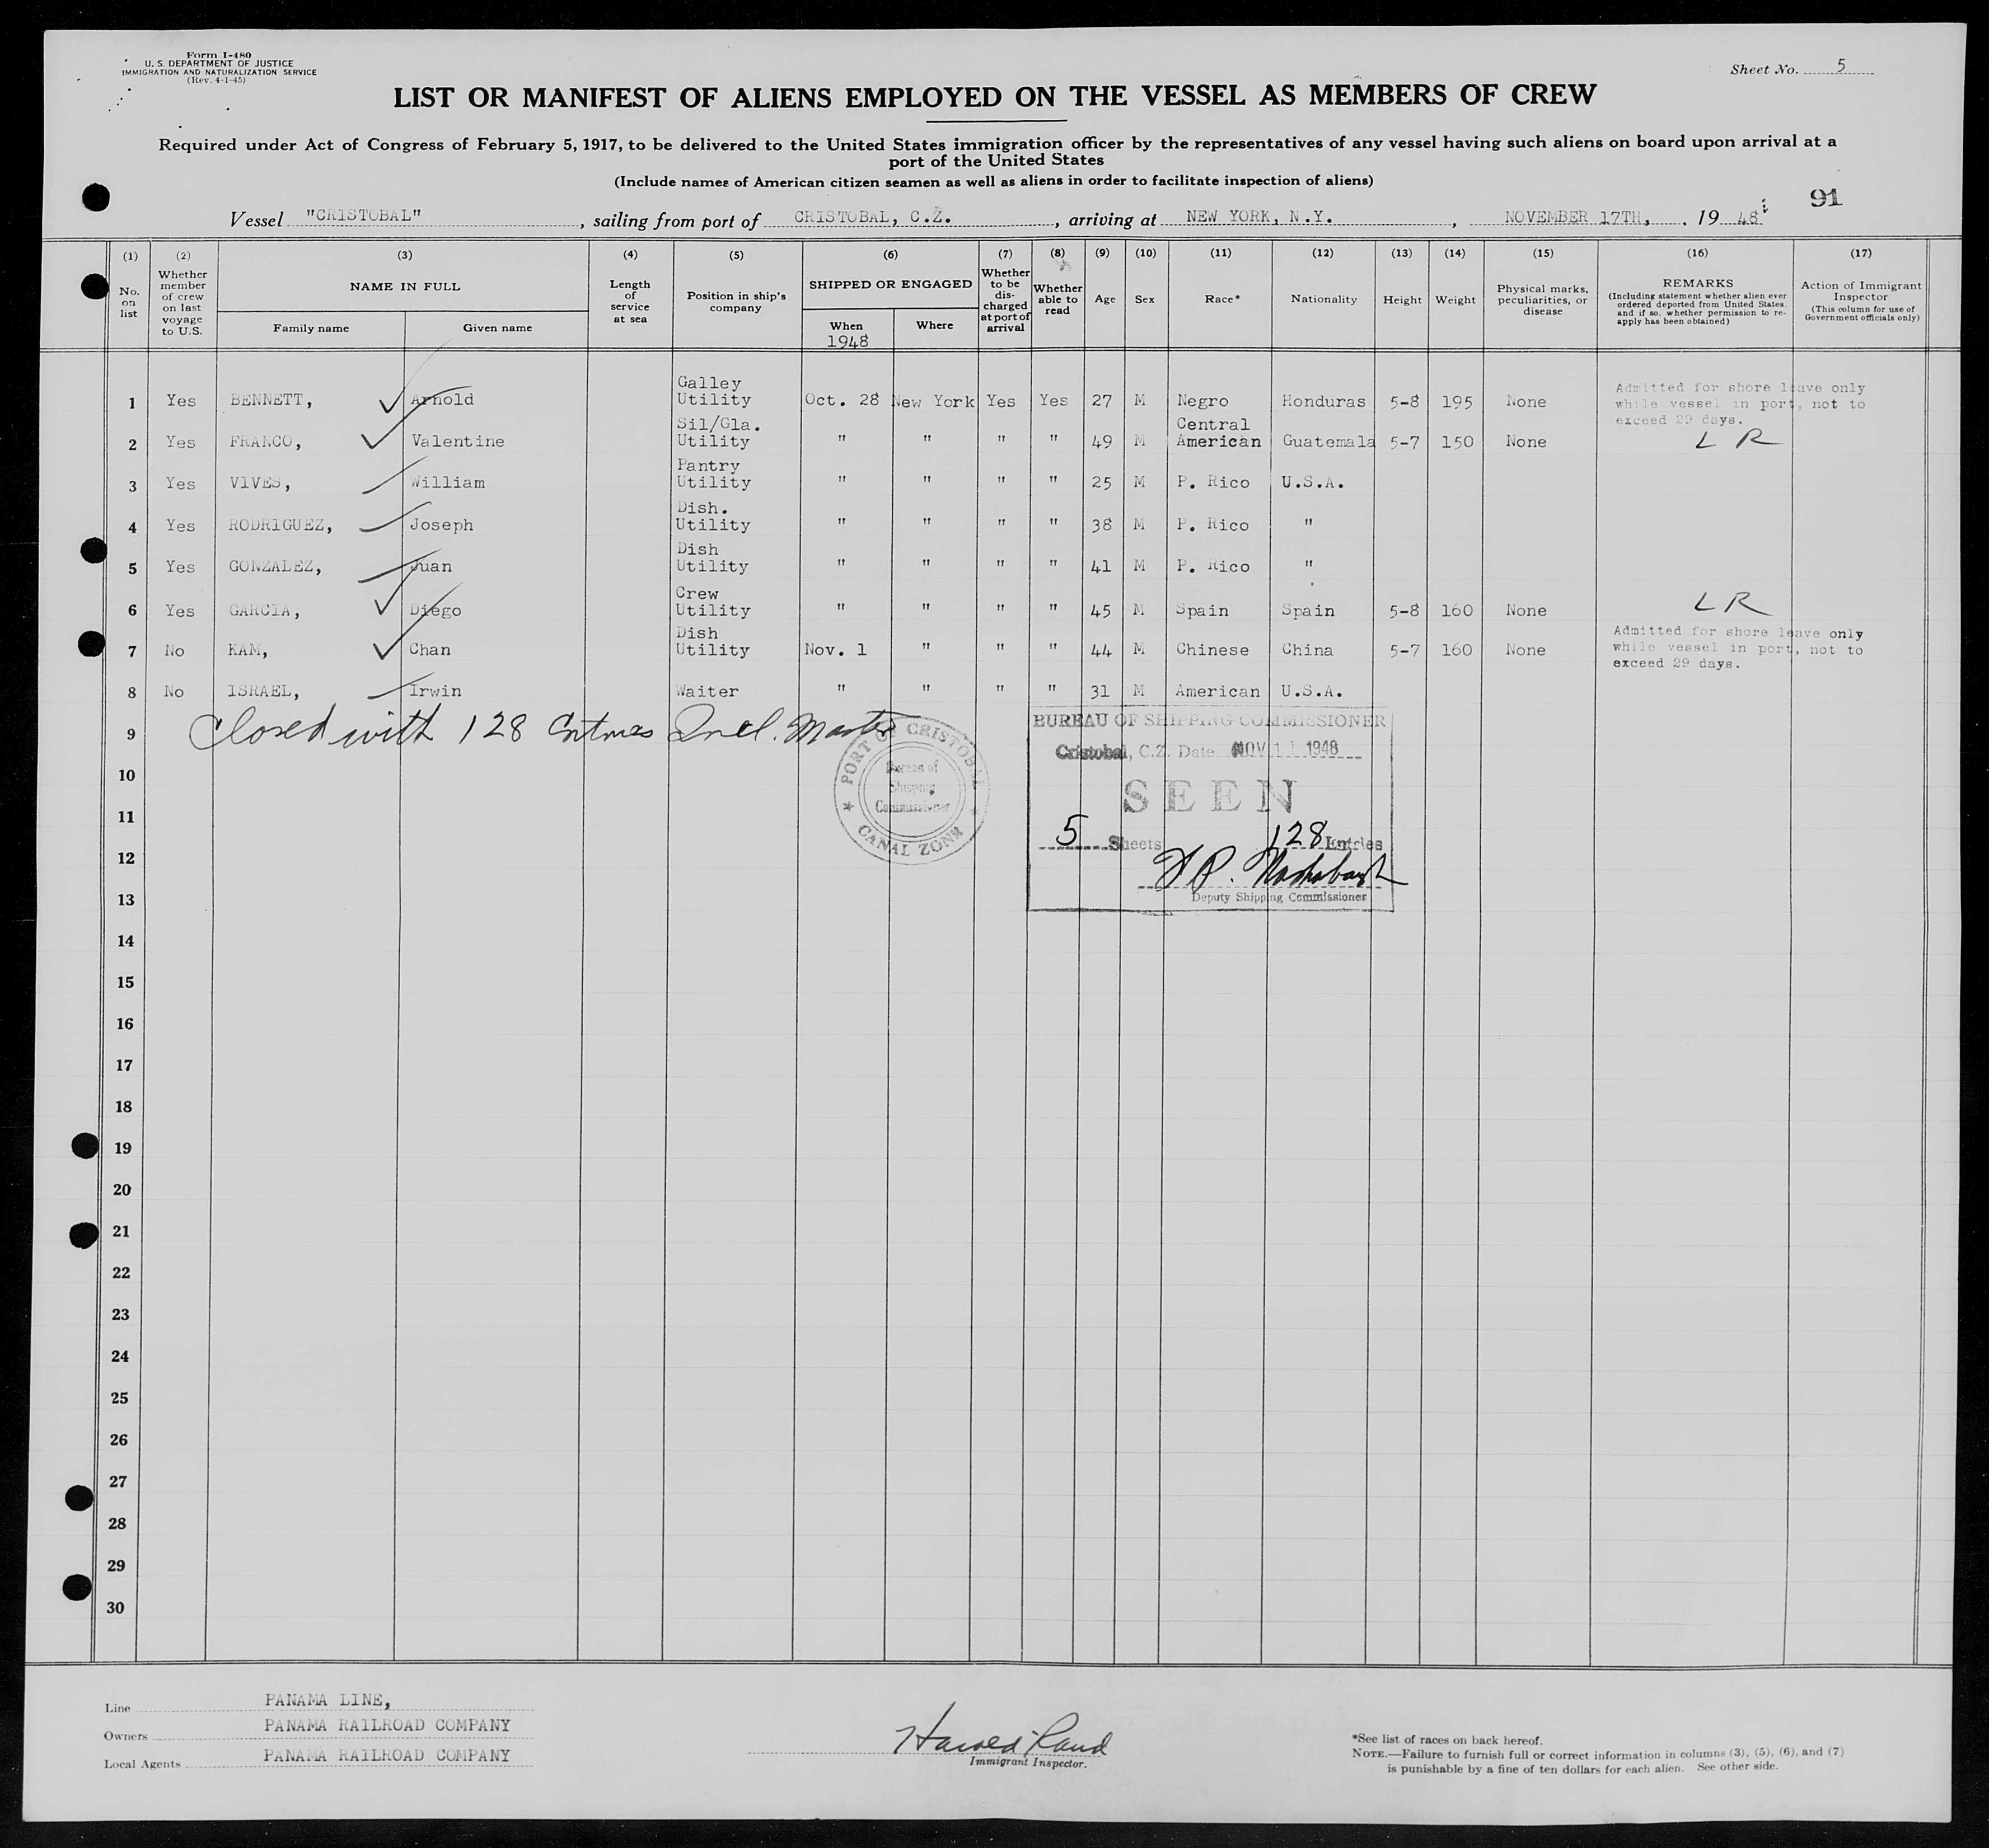 Form I-480
U. S. DEPARTMENT OF JUSTICE
IMMIGRATION AND NATURALIZATION SERVICE
(Rev. 4-1-45)
Sheet No. 5
LIST OR MANIFEST OF ALIENS EMPLOYED ON THE VESSEL AS MEMBERS OF CREW
Required under Act of Congress of February 5, 1917, to be delivered to the United States immigration officer by the representatives of any vessel having such aliens on board upon arrival at a
port of the United States
(Include names of American citizen seamen as well as aliens in order to facilitate inspection of aliens)
91
Vessel "CRISTOBAL", sailing from port of CRISTOBAL, C.Z., arriving at NEW YORK, N.Y., NOVEMBER 17TH, 1948
(1) (2) (3) (4) (5) (6) (7) (8) (9) (10) (11) (12) (13) (14) (15) (16) (17)
No. on list
Whether member of crew on last voyage to U.S.
NAME IN FULL
Family name Given name
Length of service at sea
Position in ship's company
SHIPPED OR ENGAGED
When Where
1948
Whether to be discharged at port of arrival
Whether able to read
Age Sex Race* Nationality Height Weight
Physical marks, peculiarities, or disease
REMARKS
(Including statement whether alien ever ordered deported from United States, and if so, whether permission to re-apply has been obtained)
Action of Immigrant Inspector
(This column for use of Government officials only)
1 Yes BENNETT, Arnold Galley Utility Oct. 28 New York Yes Yes 27 M Negro Honduras 5-8 195 None Admitted for shore leave only while vessel in port, not to exceed 29 days.
2 Yes FRANCO, Valentine Sil/Gla. Utility " " " " 49 M Central American Guatemala 5-7 150 None L R
3 Yes VIVES, William Pantry Utility " " " " 25 M P. Rico U.S.A.
4 Yes RODRIGUEZ, Joseph Dish. Utility " " " " 38 M P. Rico "
5 Yes GONZALEZ, Juan Dish Utility " " " " 41 M P. Rico "
6 Yes GARCIA, Diego Crew Utility " " " " 45 M Spain Spain 5-8 160 None L R
7 No KAM, Chan Dish Utility Nov. 1 " " " 44 M Chinese China 5-7 160 None Admitted for shore leave only while vessel in port, not to exceed 29 days.
8 No ISRAEL, Irwin Waiter " " " " 31 M American U.S.A.
9 Closed with 128 Entries Incl. Master
PORT OF CRISTOBAL
Bureau of
Shipping
Commissioner
CANAL ZONE
BUREAU OF SHIPPING COMMISSIONER
Cristobal, C.Z. Date NOV 11 1948
SEEN
5 Sheets 128 Entries
Deputy Shipping Commissioner
10
11
12
13
14
15
16
17
18
19
20
21
22
23
24
25
26
27
28
29
30
Line PANAMA LINE,
Owners PANAMA RAILROAD COMPANY
Local Agents PANAMA RAILROAD COMPANY
Harold Rand
Immigrant Inspector.
*See list of races on back hereof.
NOTE.—Failure to furnish full or correct information in columns (3), (5), (6), and (7)
is punishable by a fine of ten dollars for each alien. See other side.